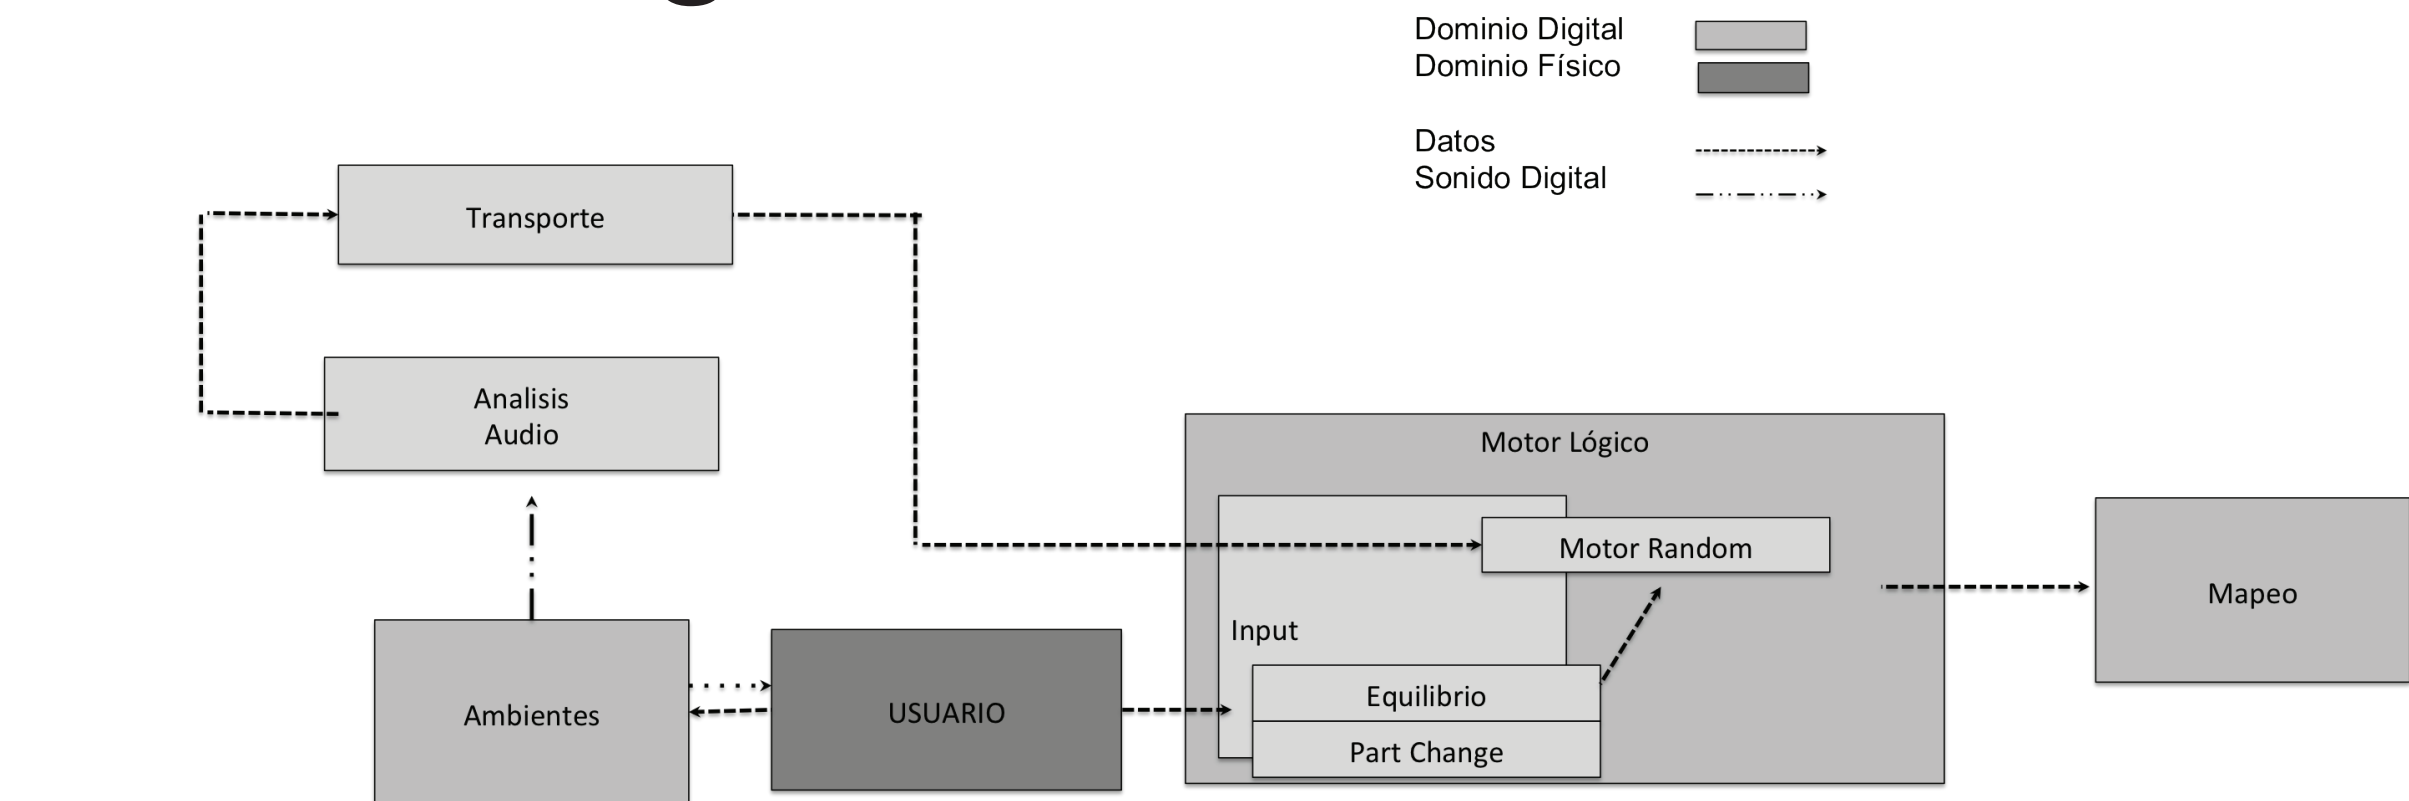 Dominio Digital
Dominio Físico
Datos
Sonido Digital
Transporte
Analisis
Audio
Motor Lógico
Motor Random
Input
Mapeo
Equilibrio
Part Change
Ambientes
USUARIO